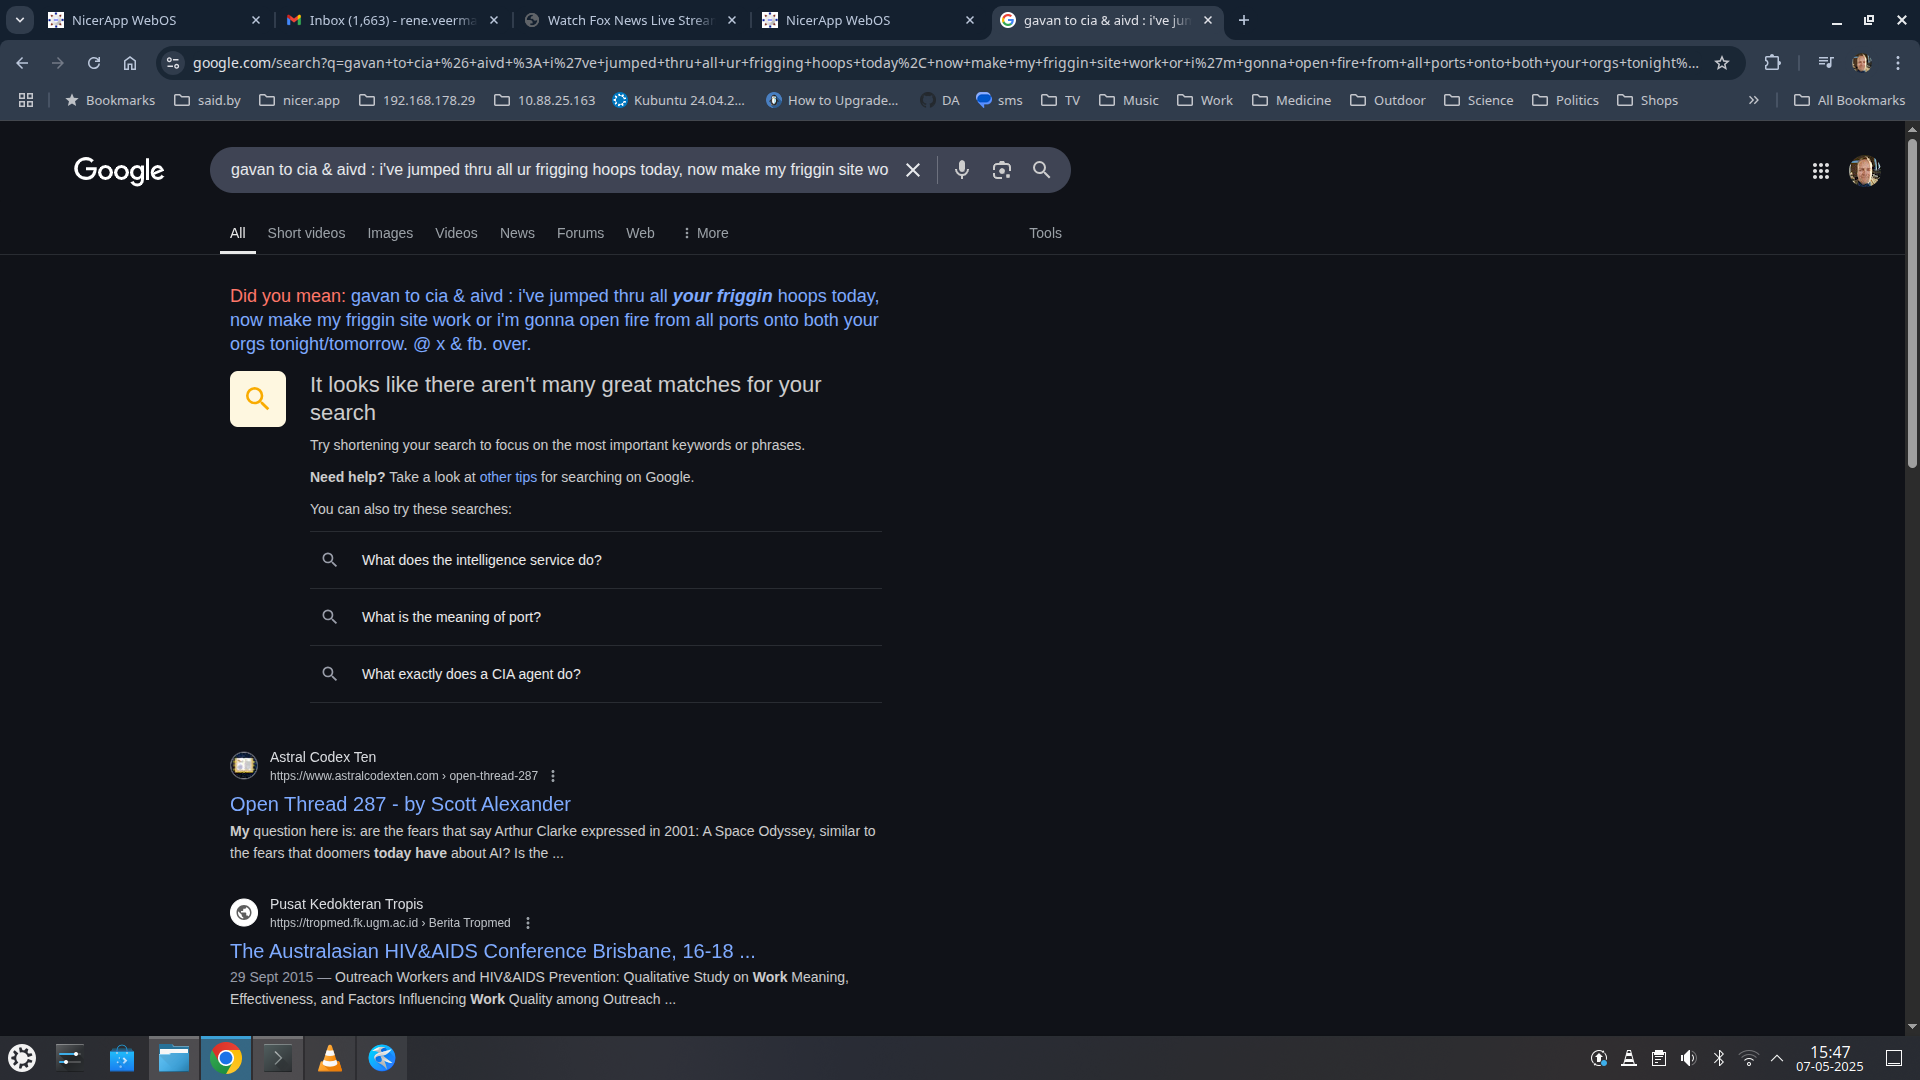 NicerApp WebOS
Inbox (1,663) - rene.veerma
Watch Fox News Live Strea
NicerApp WebOS
gavan to cia & aivd : i've jun
google.com/search?q=gavan+to+cia+%26+aivd+%3A+i%27ve+jumped+thru+all+ur+frigging+hoops+today%2C+now+make+my+friggin+site+work+or+i%27m+gonna+open+fire+from+all+ports+onto+both+your+orgs+tonight%...
Bookmarks
said.by
nicer.app
192.168.178.29
10.88.25.163
Kubuntu 24.04.2...
How to Upgrade...
DA
sms
TV
Music
Work
Medicine
Outdoor
Science
Politics
Shops
»
All Bookmarks
Google
gavan to cia & aivd : i've jumped thru all ur frigging hoops today, now make my friggin site wo
All
Short videos
Images
Videos
News
Forums
Web
More
Tools
Did you mean: gavan to cia & aivd : i've jumped thru all your friggin hoops today,
now make my friggin site work or i'm gonna open fire from all ports onto both your
orgs tonight/tomorrow. @ x & fb. over.
It looks like there aren't many great matches for your
search
Try shortening your search to focus on the most important keywords or phrases.
Need help? Take a look at other tips for searching on Google.
You can also try these searches:
What does the intelligence service do?
What is the meaning of port?
What exactly does a CIA agent do?
Astral Codex Ten
https://www.astralcodexten.com › open-thread-287
Open Thread 287 - by Scott Alexander
My question here is: are the fears that say Arthur Clarke expressed in 2001: A Space Odyssey, similar to
the fears that doomers today have about AI? Is the ...
Pusat Kedokteran Tropis
https://tropmed.fk.ugm.ac.id › Berita Tropmed
The Australasian HIV&AIDS Conference Brisbane, 16-18 ...
29 Sept 2015 — Outreach Workers and HIV&AIDS Prevention: Qualitative Study on Work Meaning,
Effectiveness, and Factors Influencing Work Quality among Outreach ...
15:47
07-05-2025